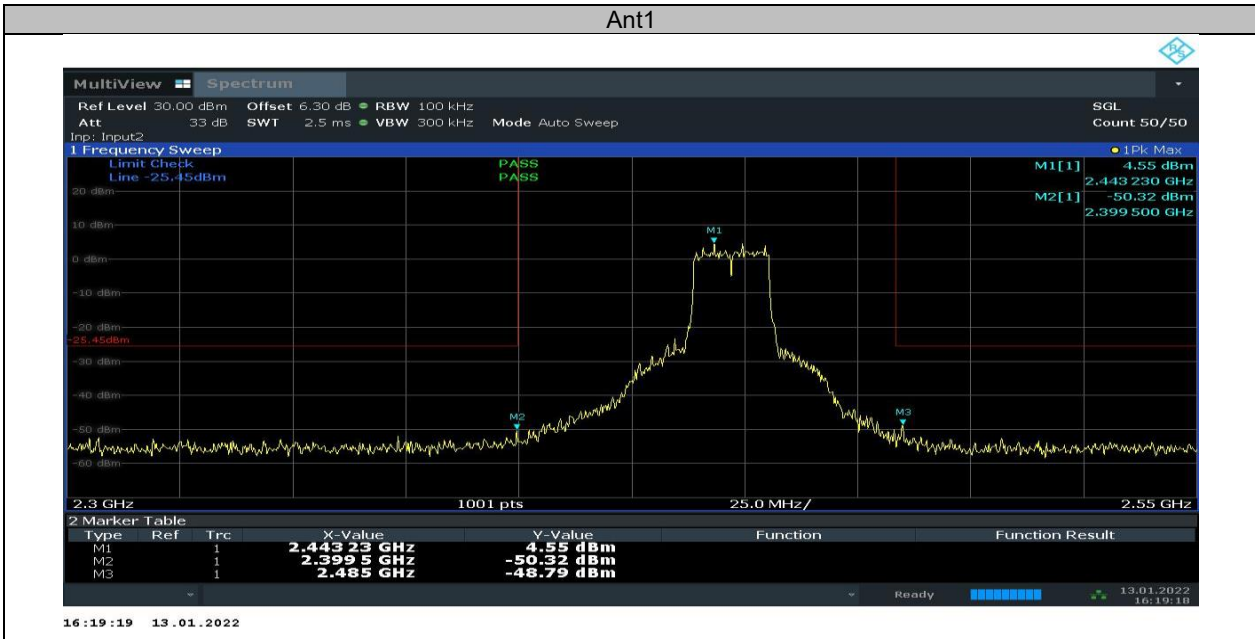 Ant1
R&S
MultiView Spectrum
Ref Level 30.00 dBm Offset 6.30 dB RBW 100 kHz SGL
Att 33 dB SWT 2.5 ms VBW 300 kHz Mode Auto Sweep Count 50/50
Inp: Input2
1 Frequency Sweep 1Pk Max
Limit Check PASS M1[1] 4.55 dBm
Line -25.45dBm PASS 2.443 230 GHz
20 dBm M2[1] -50.32 dBm
2.399 500 GHz
10 dBm
M1
0 dBm
-10 dBm
-20 dBm
-25.45dBm
-30 dBm
-40 dBm
M2 M3
-50 dBm
-60 dBm
2.3 GHz 1001 pts 25.0 MHz/ 2.55 GHz
2 Marker Table
Type Ref Trc X-Value Y-Value Function Function Result
M1 1 2.443 23 GHz 4.55 dBm
M2 1 2.399 5 GHz -50.32 dBm
M3 1 2.485 GHz -48.79 dBm
Ready 13.01.2022
16:19:18
16:19:19 13.01.2022